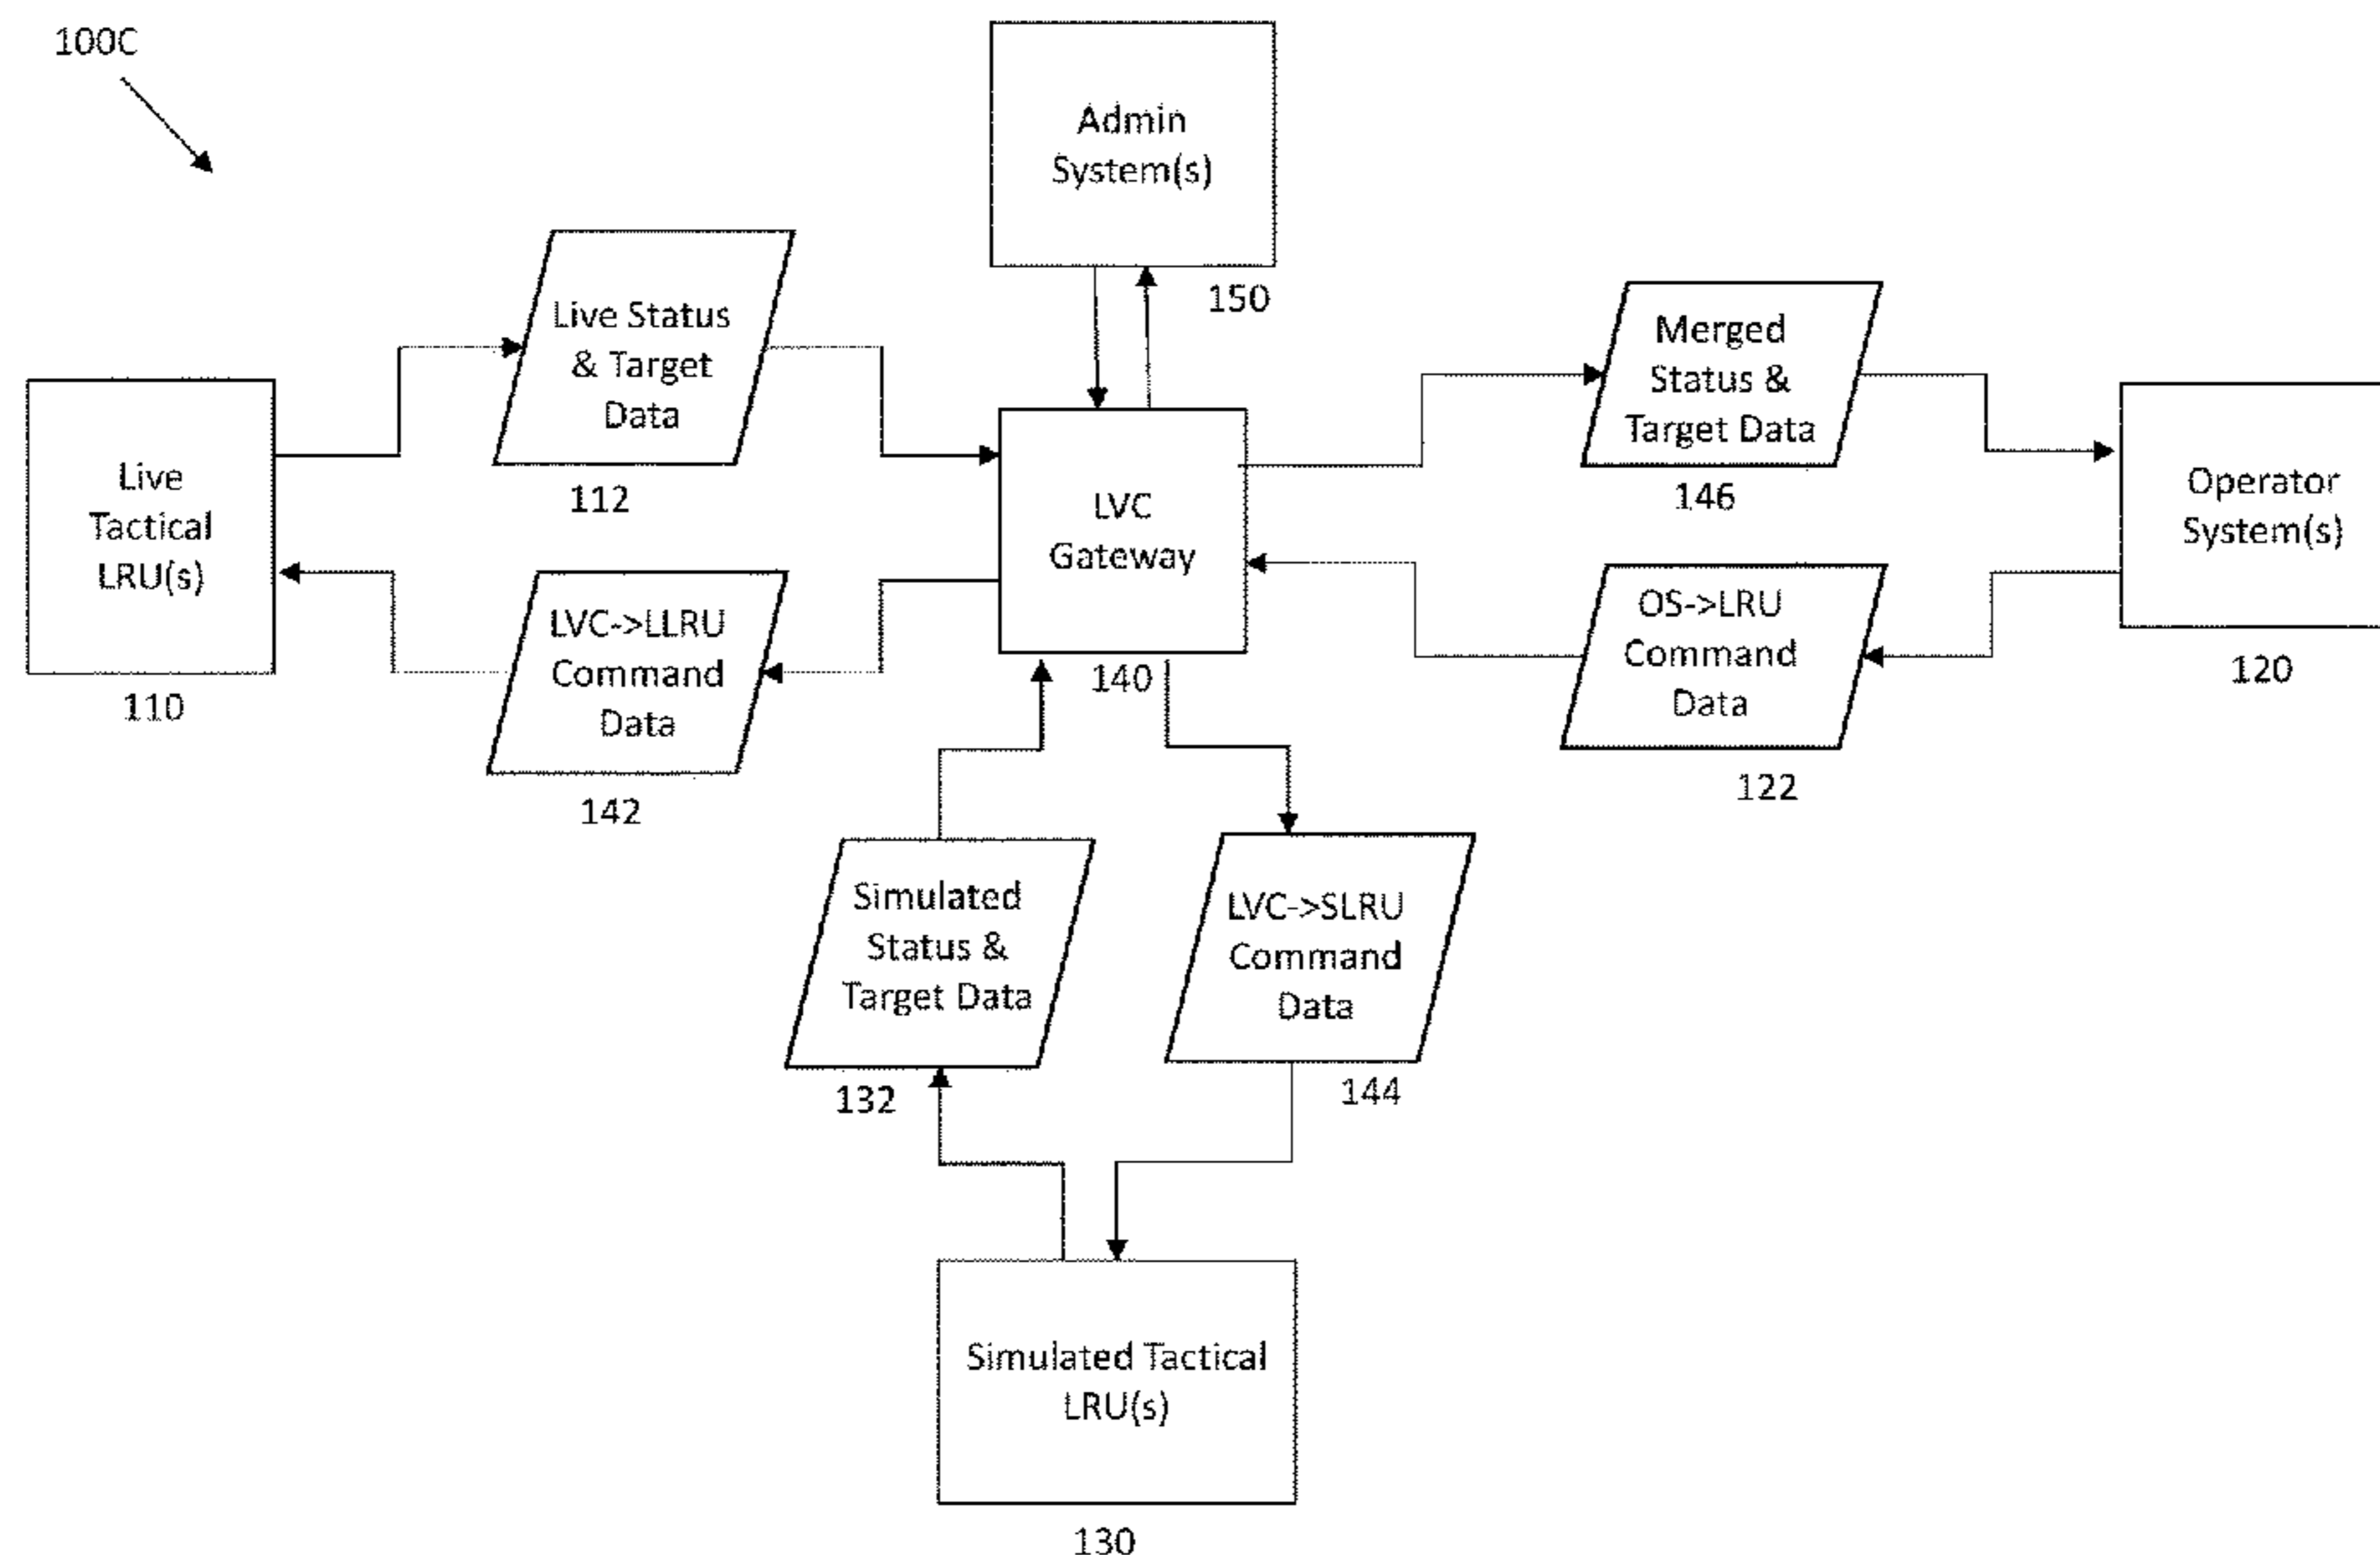 100C
Admin
System(s)
150
Live Status
& Target
Data
112
Merged
Status &
Target Data
146
Live
Tactical
LRU(s)
110
LVC
Gateway
140
Operator
System(s)
120
LVC->LLRU
Command
Data
142
OS->LRU
Command
Data
122
Simulated
Status &
Target Data
132
LVC->SLRU
Command
Data
144
Simulated Tactical
LRU(s)
130